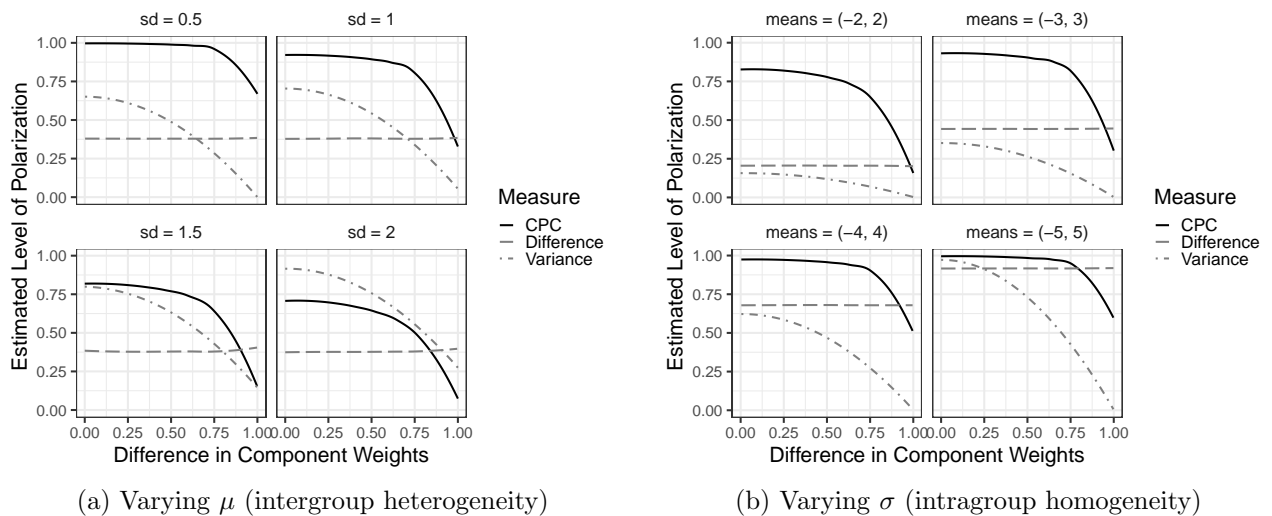 sd = 0.5
sd = 1
1.00
0.75
0.50
0.25
0.00
sd = 1.5
sd = 2
1.00
0.75
0.50
0.25
0.00
0.00 0.25 0.50 0.75 1.00 0.00 0.25 0.50 0.75 1.00
Difference in Component Weights
Estimated Level of Polarization
Measure
CPC
Difference
Variance
(a) Varying μ (intergroup heterogeneity)
means = (−2, 2)
means = (−3, 3)
1.00
0.75
0.50
0.25
0.00
means = (−4, 4)
means = (−5, 5)
1.00
0.75
0.50
0.25
0.00
0.00 0.25 0.50 0.75 1.00 0.00 0.25 0.50 0.75 1.00
Difference in Component Weights
Estimated Level of Polarization
Measure
CPC
Difference
Variance
(b) Varying σ (intragroup homogeneity)